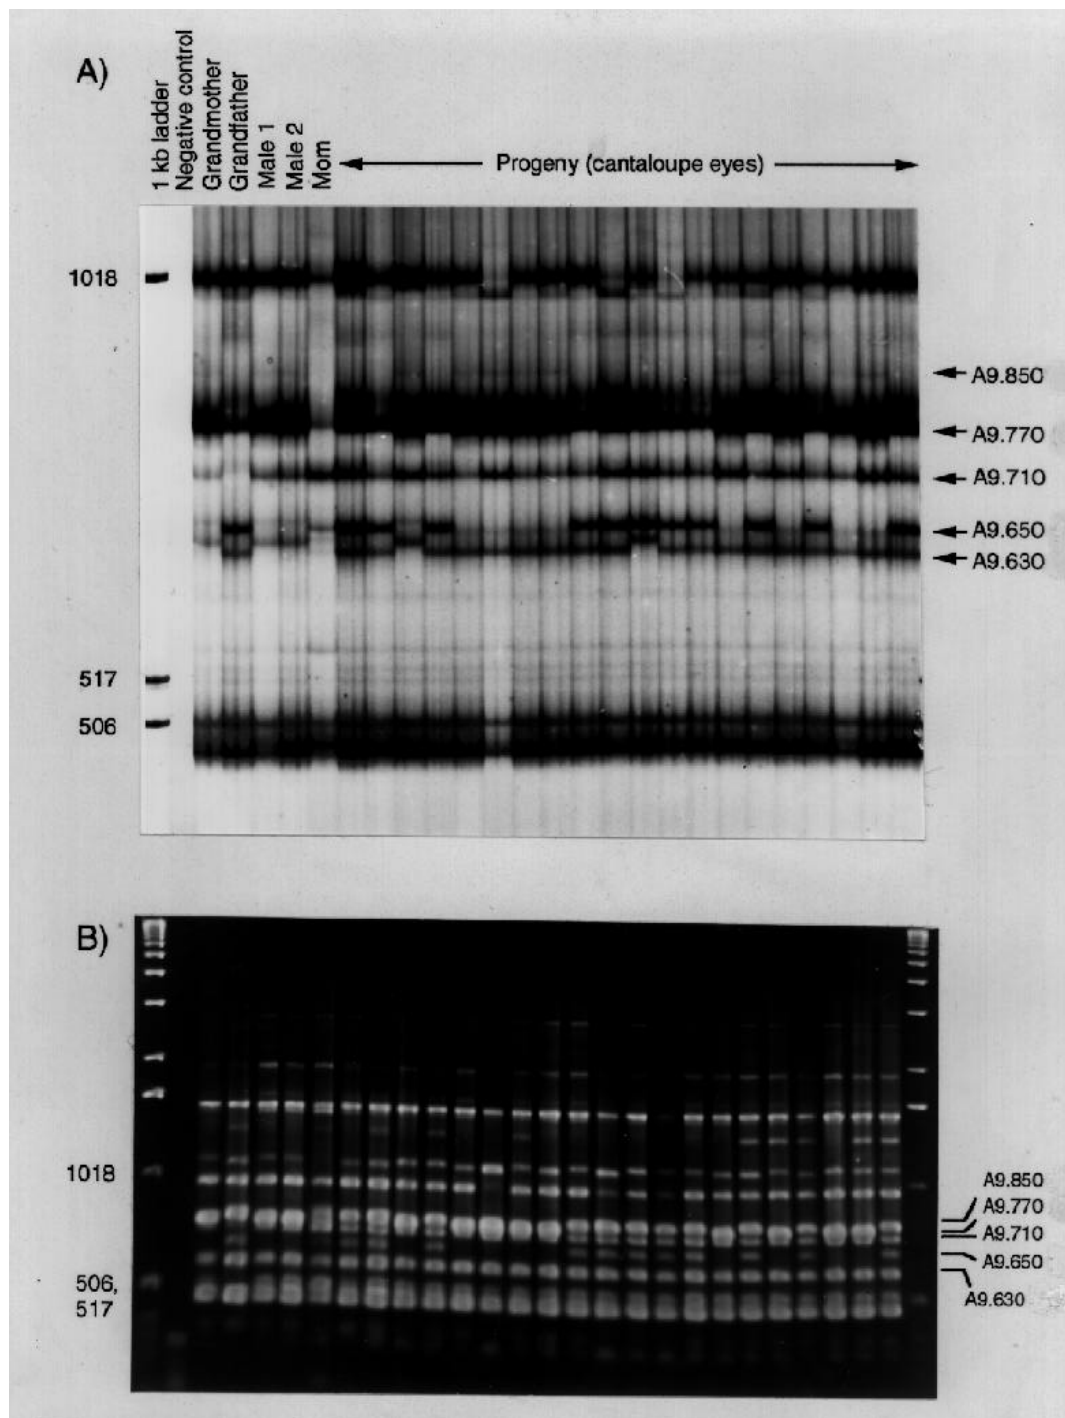 A)
1 kb ladder
Negative control
Grandmother
Grandfather
Male 1
Male 2
Mom
Progeny (cantaloupe eyes)
1018
A9.850
A9.770
A9.710
A9.650
A9.630
517
506
B)
1018
A9.850
A9.770
A9.710
A9.650
506,
517
A9.630